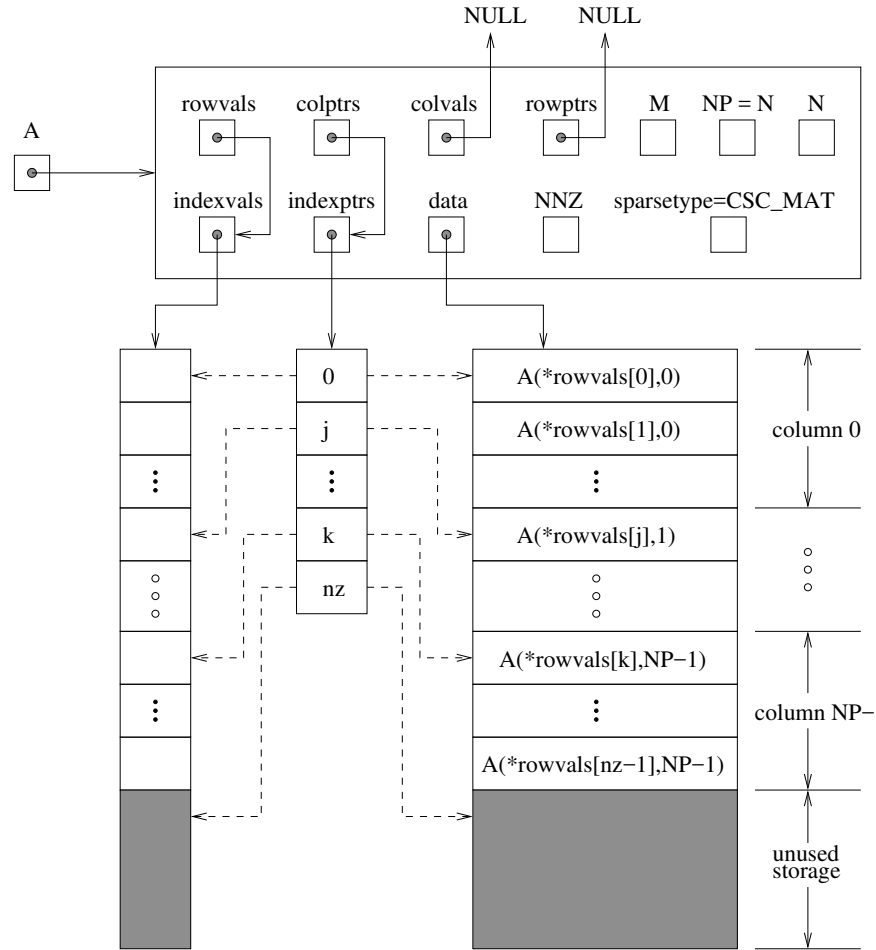 NULL NULL
rowvals colptrs colvals rowptrs M NP = N N
A
indexvals indexptrs data NNZ sparsetype=CSC_MAT
0 A(*rowvals[0],0)
j A(*rowvals[1],0) column 0
k A(*rowvals[j],1)
nz
A(*rowvals[k],NP−1)
column NP−
A(*rowvals[nz−1],NP−1)
unused
storage